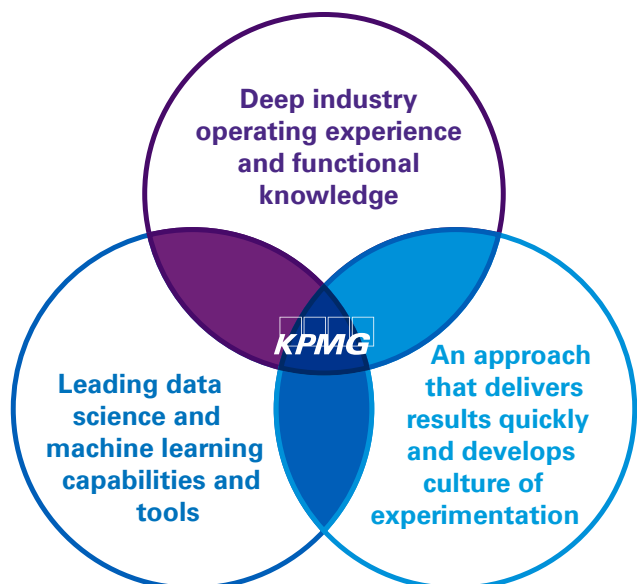 Deep industry
operating experience
and functional
knowledge
KPMG
Leading data
science and
machine learning
capabilities and
tools
An approach
that delivers
results quickly
and develops
culture of
experimentation